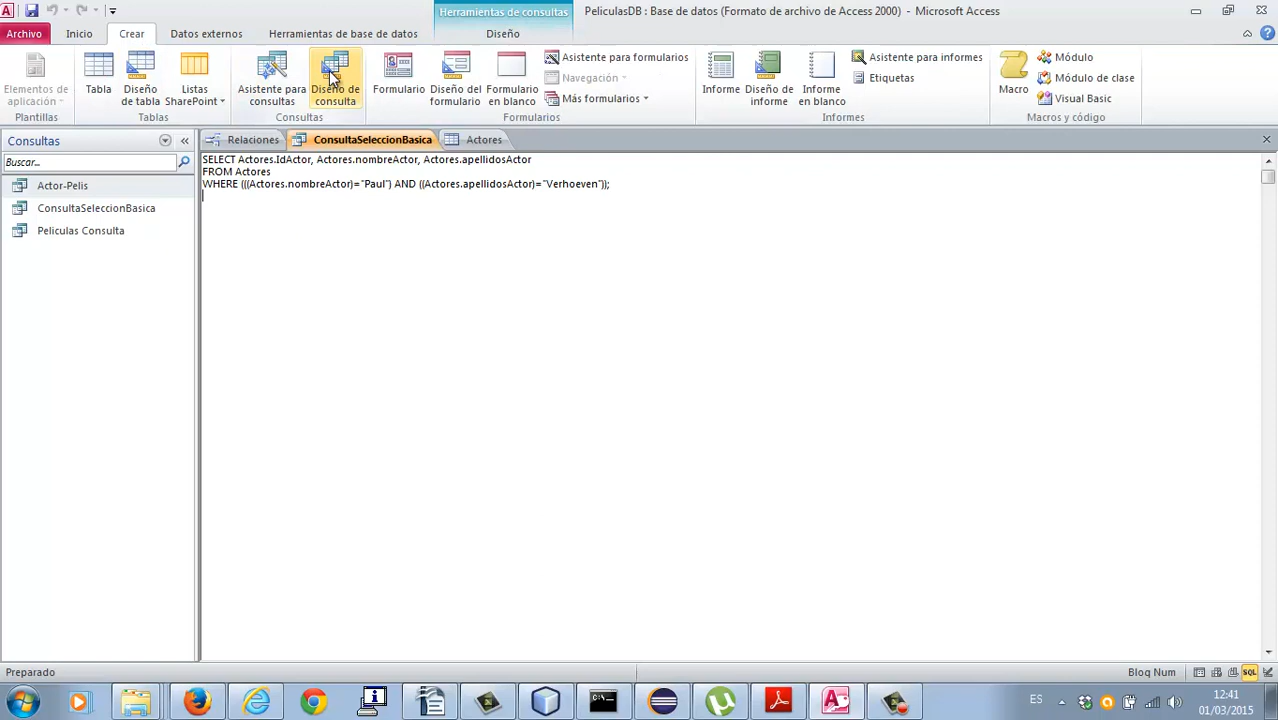 Herramientas de consultas
PeliculasDB : Base de datos (Formato de archivo de Access 2000) - Microsoft Access
Archivo Inicio Crear Datos externos Herramientas de base de datos Diseño
Elementos de aplicación
Tabla
Diseño de tabla
Listas SharePoint
Asistente para consultas
Diseño de consulta
Formulario
Diseño del formulario
Formulario en blanco
Asistente para formularios
Navegación
Más formularios
Informe
Diseño de informe
Informe en blanco
Asistente para informes
Etiquetas
Macro
Módulo
Módulo de clase
Visual Basic
Plantillas Tablas Consultas Formularios Informes Macros y código
Consultas
Buscar...
Actor-Pelis
ConsultaSeleccionBasica
Peliculas Consulta
Relaciones ConsultaSeleccionBasica Actores
SELECT Actores.IdActor, Actores.nombreActor, Actores.apellidosActor
FROM Actores
WHERE (((Actores.nombreActor)="Paul") AND ((Actores.apellidosActor)="Verhoeven"));
Preparado
Bloq Num
SQL
ES
12:41
01/03/2015